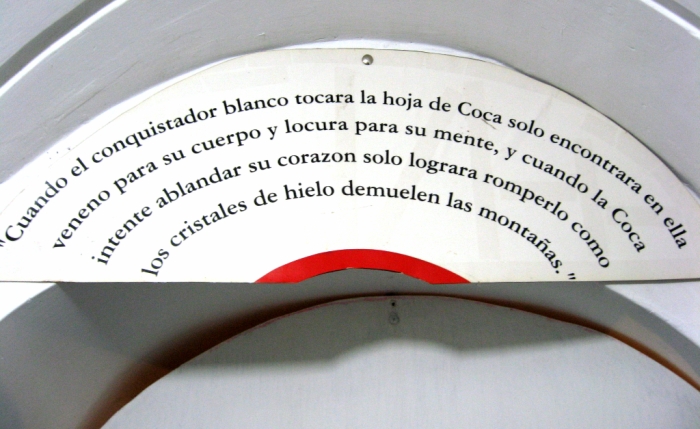 "Cuando el conquistador blanco tocara la hoja de Coca solo encontrara en ella
veneno para su cuerpo y locura para su mente, y cuando la Coca
intente ablandar su corazon solo lograra romperlo como
los cristales de hielo demuelen las montañas."